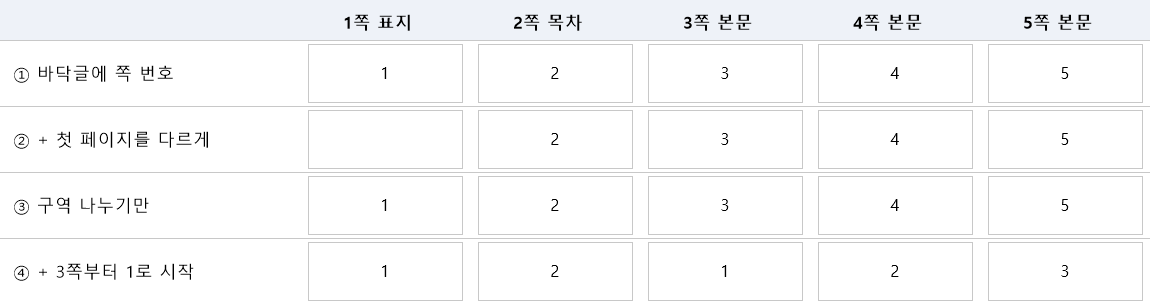 1쪽 표지 2쪽 목차 3쪽 본문 4쪽 본문 5쪽 본문
① 바닥글에 쪽 번호 1 2 3 4 5
② + 첫 페이지를 다르게 2 3 4 5
③ 구역 나누기만 1 2 3 4 5
④ + 3쪽부터 1로 시작 1 2 1 2 3